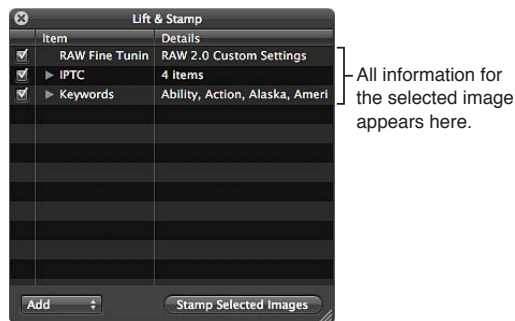 Lift & Stamp
Item Details
RAW Fine Tunin RAW 2.0 Custom Settings
IPTC 4 items
Keywords Ability, Action, Alaska, Ameri
Add Stamp Selected Images
All information for
the selected image
appears here.